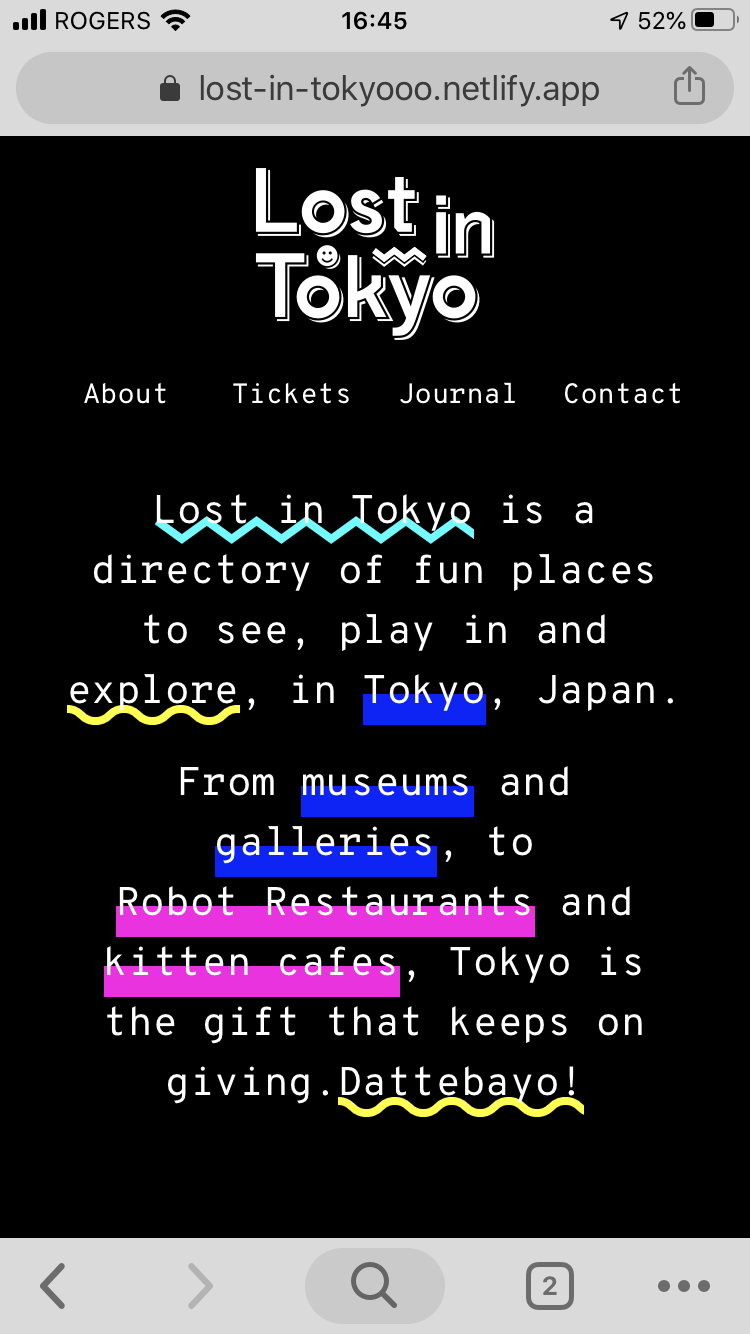 ROGERS 16:45 52%
lost-in-tokyooo.netlify.app
Lost in
Tokyo
About Tickets Journal Contact
Lost in Tokyo is a
directory of fun places
to see, play in and
explore, in Tokyo, Japan.
From museums and
galleries, to
Robot Restaurants and
kitten cafes, Tokyo is
the gift that keeps on
giving.Dattebayo!
2